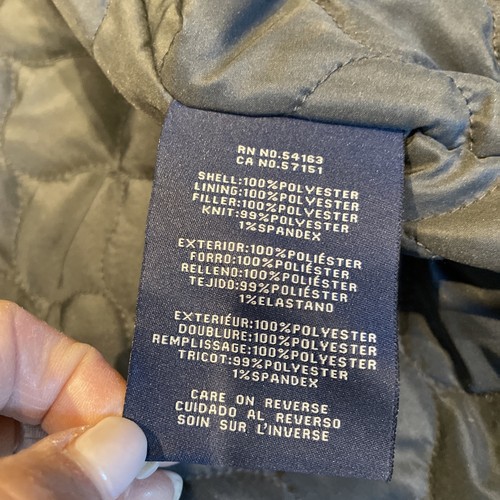 RN NO.54163
CA NO.57151
SHELL:100%POLYESTER
LINING:100%POLYESTER
FILLER:100%POLYESTER
KNIT:99%POLYESTER
1%SPANDEX
EXTERIOR:100%POLIÉSTER
FORRO:100%POLIÉSTER
RELLENO:100%POLIÉSTER
TEJIDO:99%POLIÉSTER
1%ELASTANO
EXTERIEUR:100%POLYESTER
DOUBLURE:100%POLYESTER
REMPLISSAGE:100%POLYESTER
TRICOT:99%POLYESTER
1%SPANDEX
CARE ON REVERSE
CUIDADO AL REVERSO
SOIN SUR L'INVERSE